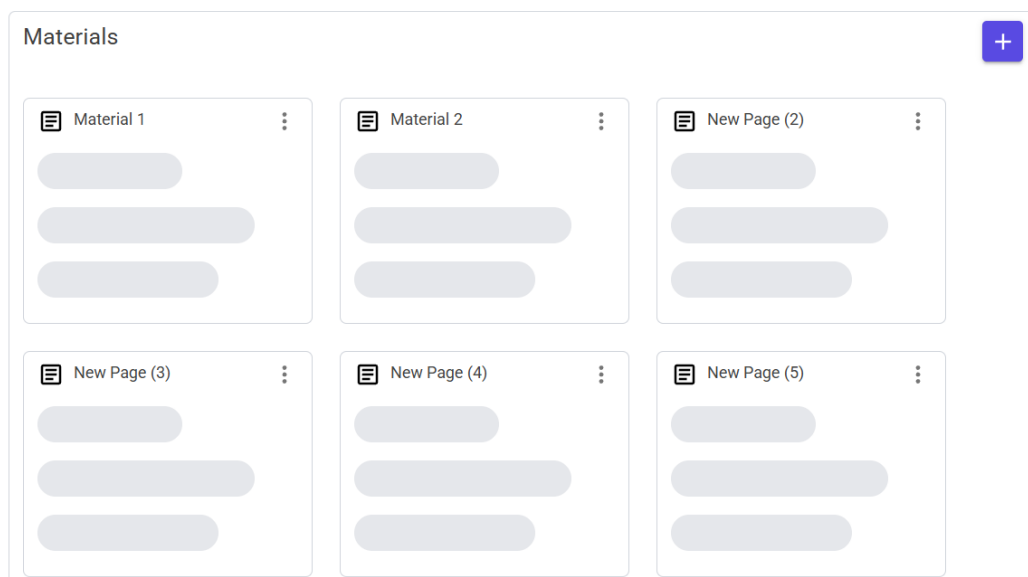 Materials
Material 1
Material 2
New Page (2)
New Page (3)
New Page (4)
New Page (5)